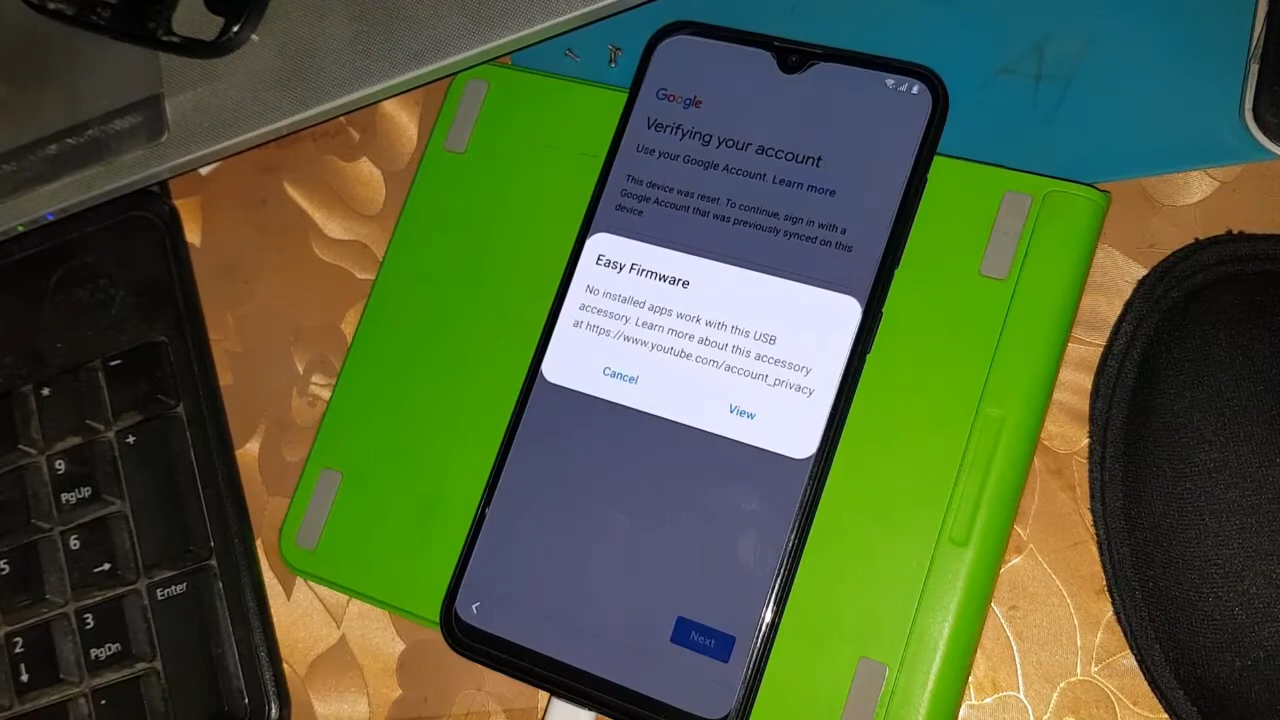 Google
Verifying your account
Use your Google Account. Learn more
This device was reset. To continue, sign in with a
Google Account that was previously synced on this
device.
Easy Firmware
No installed apps work with this USB
accessory. Learn more about this accessory
at https://www.youtube.com/account_privacy
Cancel
View
Next
*
-
+
9
PgUp
5
6
→
Enter
2
↓
3
PgDn
.